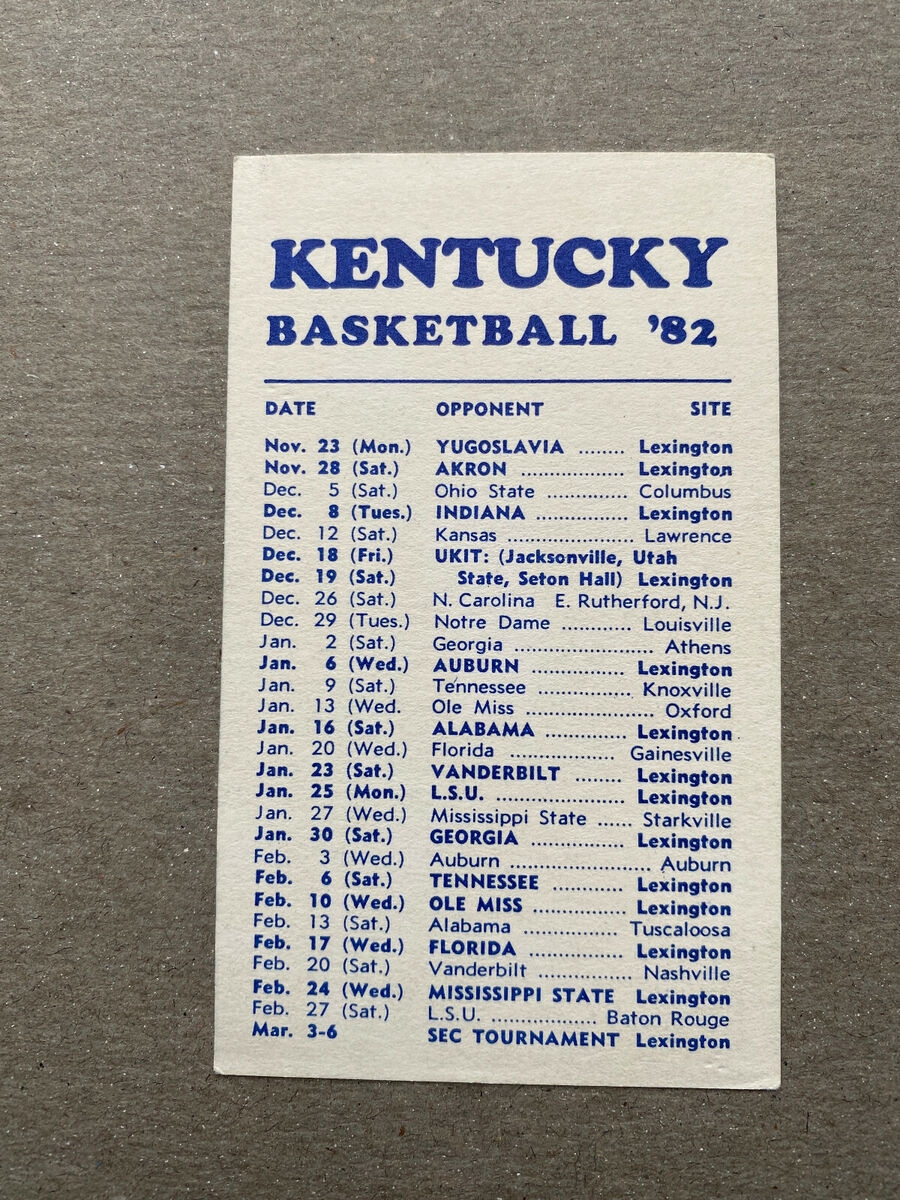 KENTUCKY
BASKETBALL '82
DATE OPPONENT SITE
Nov. 23 (Mon.) YUGOSLAVIA ........ Lexington
Nov. 28 (Sat.) AKRON .................. Lexington
Dec. 5 (Sat.) Ohio State .............. Columbus
Dec. 8 (Tues.) INDIANA ................ Lexington
Dec. 12 (Sat.) Kansas ...................... Lawrence
Dec. 18 (Fri.) UKIT: (Jacksonville, Utah
Dec. 19 (Sat.) State, Seton Hall) Lexington
Dec. 26 (Sat.) N. Carolina E. Rutherford, N.J.
Dec. 29 (Tues.) Notre Dame ............ Louisville
Jan. 2 (Sat.) Georgia ........................ Athens
Jan. 6 (Wed.) AUBURN ................ Lexington
Jan. 9 (Sat.) Tennessee ................ Knoxville
Jan. 13 (Wed. Ole Miss ...................... Oxford
Jan. 16 (Sat.) ALABAMA .............. Lexington
Jan. 20 (Wed.) Florida .................. Gainesville
Jan. 23 (Sat.) VANDERBILT ........ Lexington
Jan. 25 (Mon.) L.S.U. ...................... Lexington
Jan. 27 (Wed.) Mississippi State ...... Starkville
Jan. 30 (Sat.) GEORGIA ................ Lexington
Feb. 3 (Wed.) Auburn ........................ Auburn
Feb. 6 (Sat.) TENNESSEE ............ Lexington
Feb. 10 (Wed.) OLE MISS ................ Lexington
Feb. 13 (Sat.) Alabama ................ Tuscaloosa
Feb. 17 (Wed.) FLORIDA ................ Lexington
Feb. 20 (Sat.) Vanderbilt ................ Nashville
Feb. 24 (Wed.) MISSISSIPPI STATE Lexington
Feb. 27 (Sat.) L.S.U. .................. Baton Rouge
Mar. 3-6 SEC TOURNAMENT Lexington